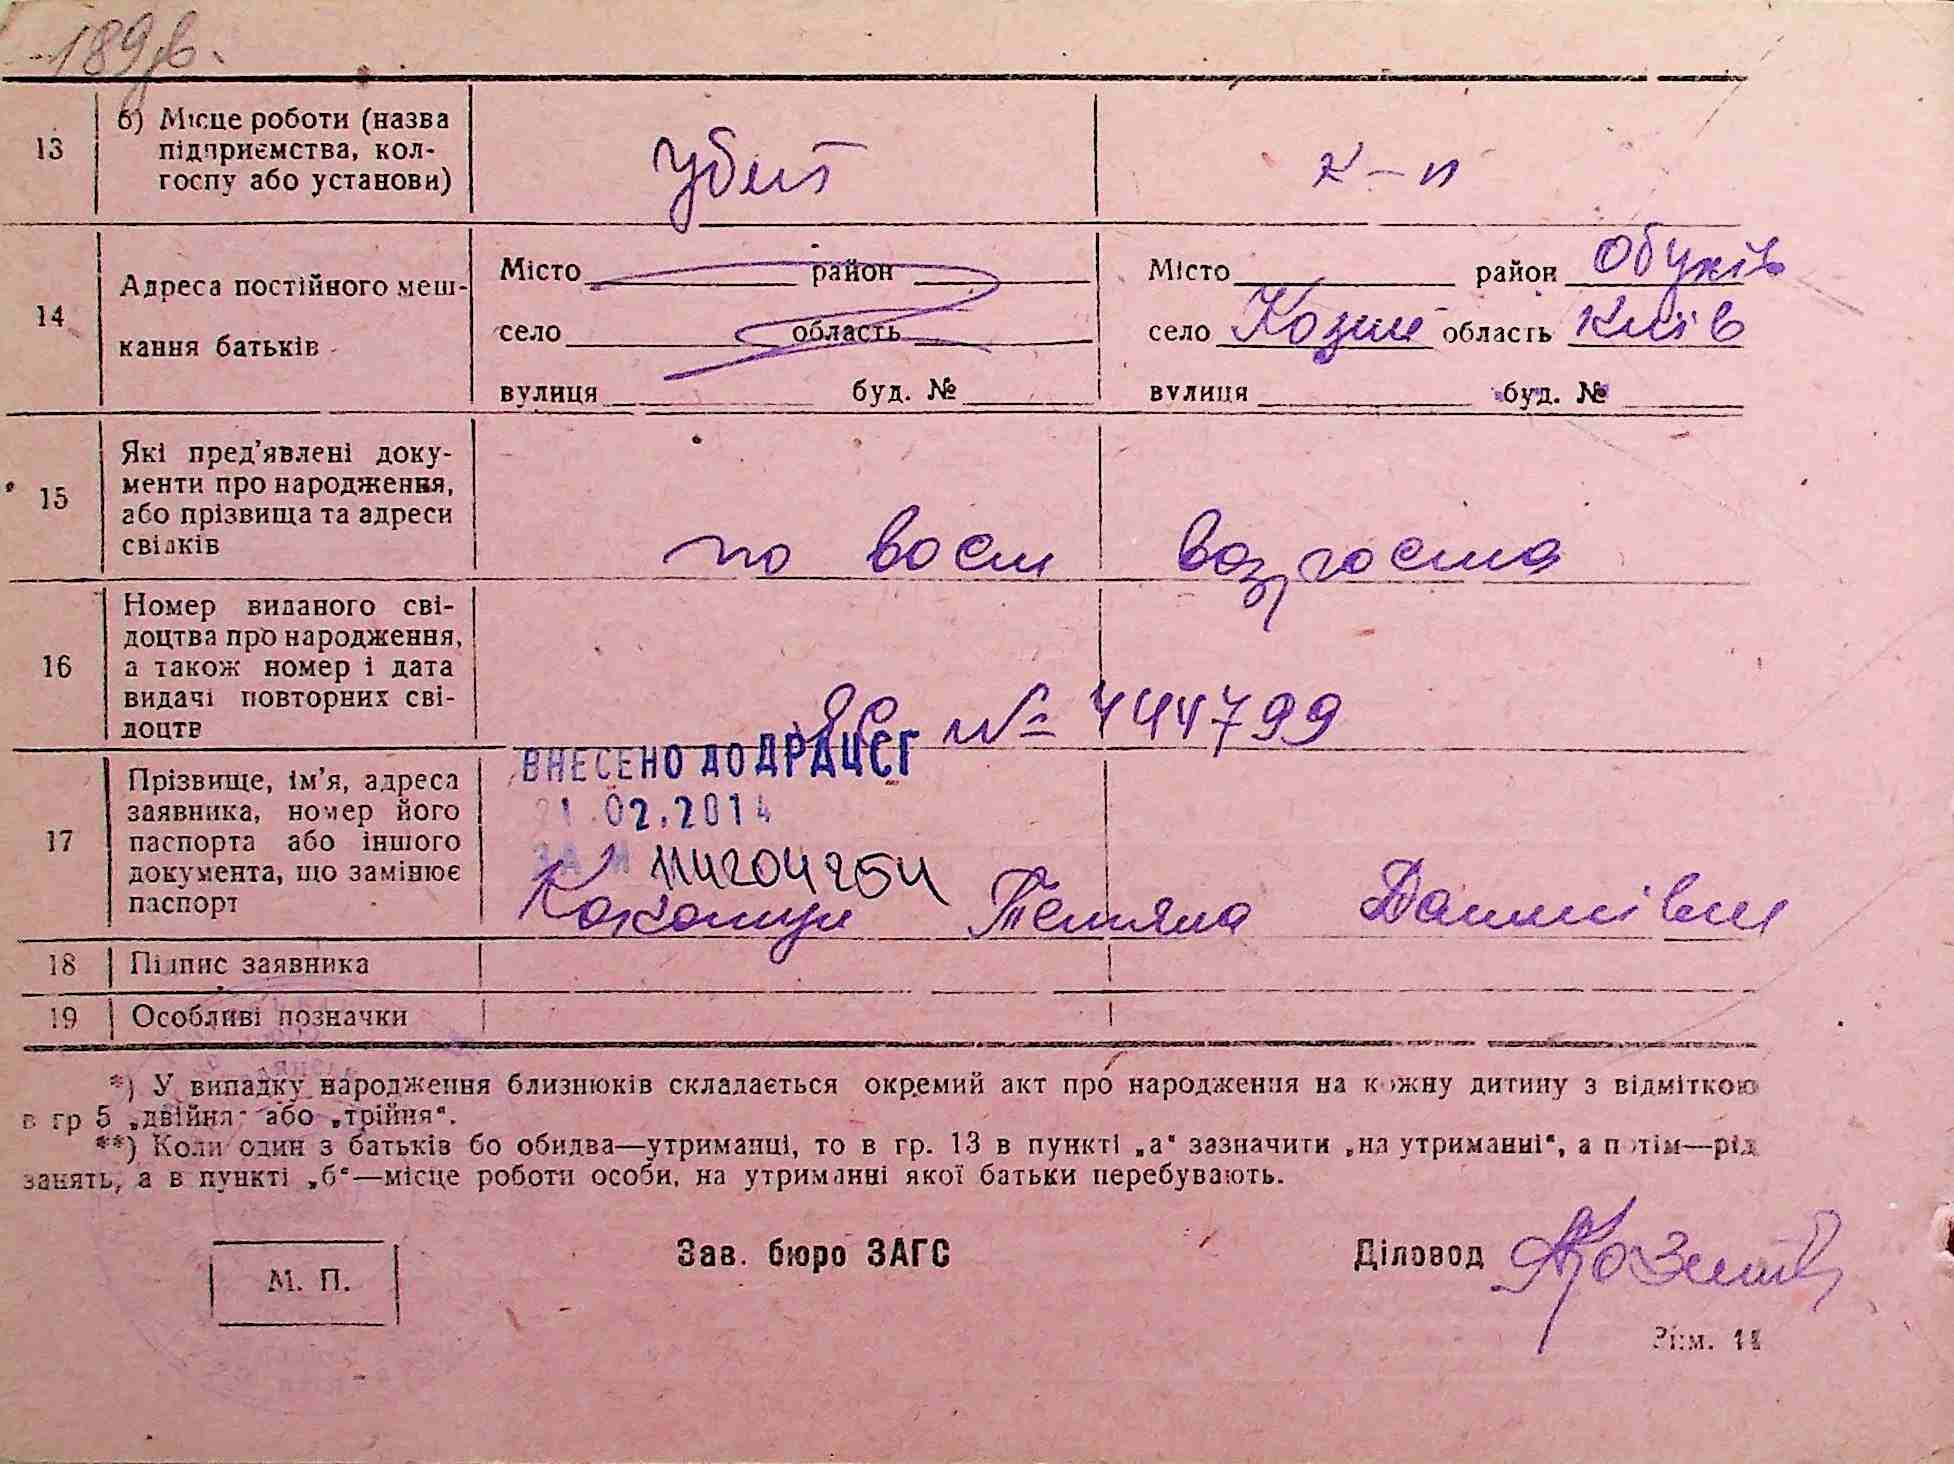 189
13
б) Місце роботи (назва
підприємства, кол-
госпу або установи)
Убит
к-п
14
Адреса постійного меш-
кання батьків
Місто район
село область
вулиця буд. №
Місто район Обухів
село Козин область Київ
вулиця буд. №
15
Які пред'явлені доку-
менти про народження,
або прізвища та адреси
свідків
по возроста
16
Номер виданого сві-
доцтва про народження,
а також номер і дата
видачі повторних сві-
доцтв
№ 444799
ВНЕСЕНО ДО ДРАЦСГ
21.02.2014
ЗА №
17
Прізвище, ім'я, адреса
заявника, номер його
паспорта або іншого
документа, що замінює
паспорт
Тетяна
18
Підпис заявника
19
Особливі позначки
*) У випадку народження близнюків складається окремий акт про народження на кожну дитину з відміткою
в гр 5 „двійня“ або „трійня“.
**) Коли один з батьків бо обидва—утриманці, то в гр. 13 в пункті „а“ зазначити „на утриманні“, а потім—рід
занять, а в пункті „б“—місце роботи особи, на утриманні якої батьки перебувають.
М. П.
Зав. бюро ЗАГС
Діловод